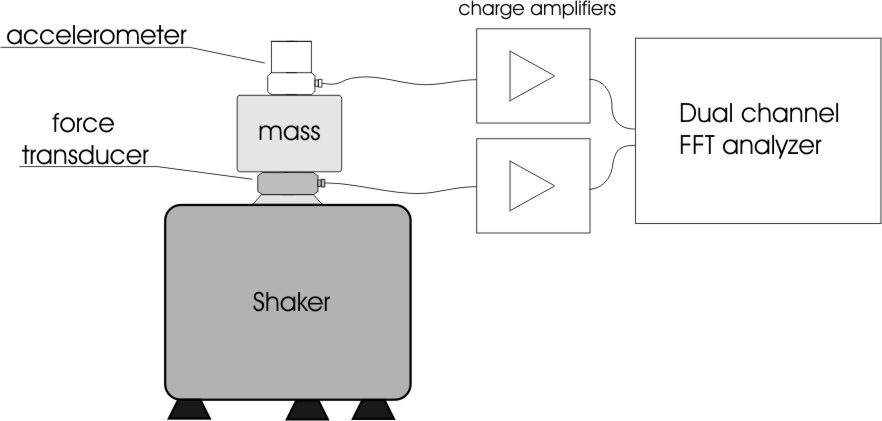 charge amplifiers
accelerometer
mass
force
transducer
Dual channel
FFT analyzer
Shaker